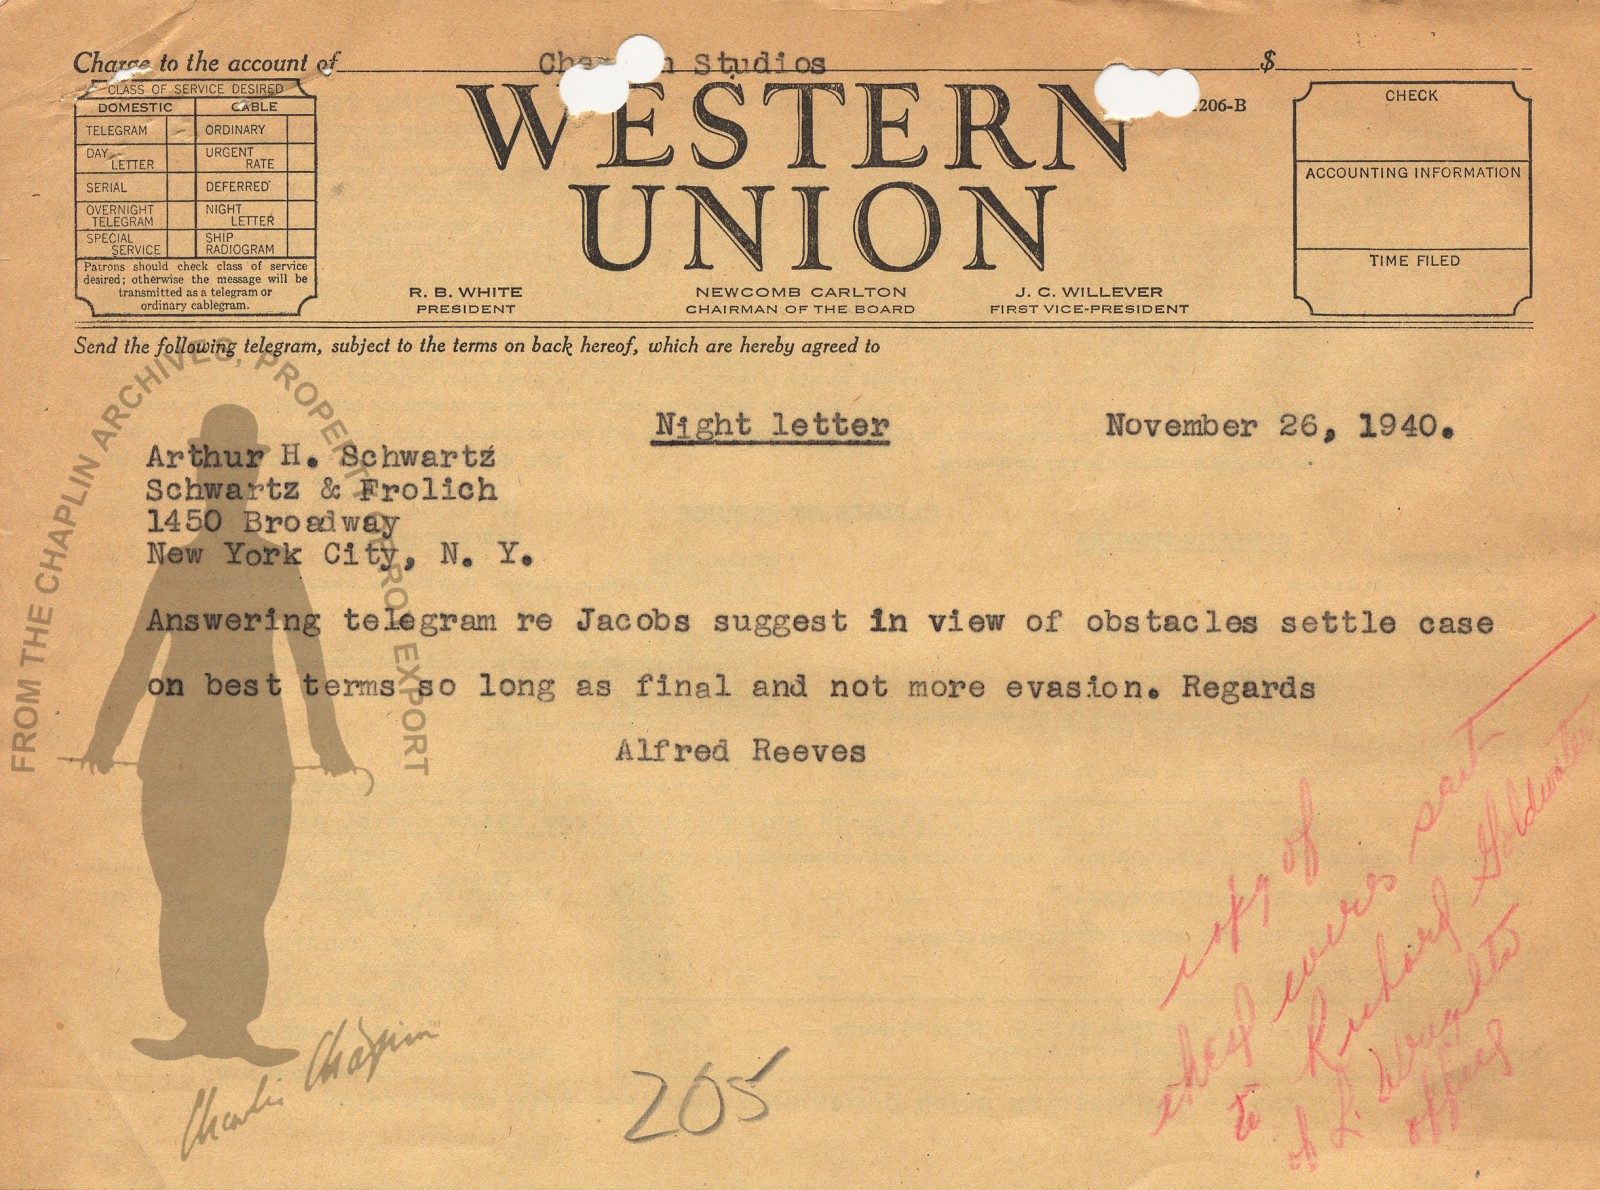 Charge to the account of Studios $
CLASS OF SERVICE DESIRED
DOMESTIC CABLE
TELEGRAM ORDINARY
DAY LETTER URGENT RATE
SERIAL DEFERRED
OVERNIGHT TELEGRAM NIGHT LETTER
SPECIAL SERVICE SHIP RADIOGRAM
Patrons should check class of service
desired; otherwise the message will be
transmitted as a telegram or
ordinary cablegram.
WESTERN
UNION
206-B
CHECK
ACCOUNTING INFORMATION
TIME FILED
R. B. WHITE
PRESIDENT
NEWCOMB CARLTON
CHAIRMAN OF THE BOARD
J. C. WILLEVER
FIRST VICE-PRESIDENT
Send the following telegram, subject to the terms on back hereof, which are hereby agreed to
FROM THE CHAPLIN ARCHIVES, PROPERTY OF ROY EXPORT
Night letter November 26, 1940.
Arthur H. Schwartz
Schwartz & Frolich
1450 Broadway
New York City, N. Y.
Answering telegram re Jacobs suggest in view of obstacles settle case
on best terms so long as final and not more evasion. Regards
Alfred Reeves
copy of
sent
to Richard Goldwater
of L. Wright's
office
Charlie Chaplin
205